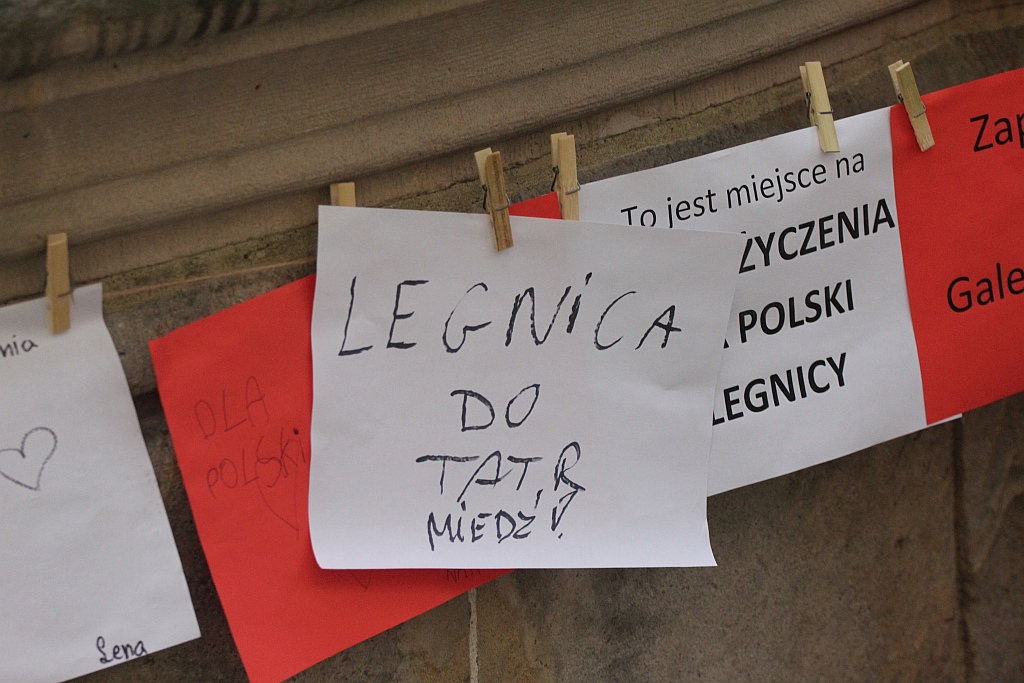 nia
Lena
DLA
POLSKi
LEGNiCA
DO
TATR,
MiEDŹ!
To jest miejsce na
ŻYCZENIA
POLSKI
LEGNICY
Zap
Gale